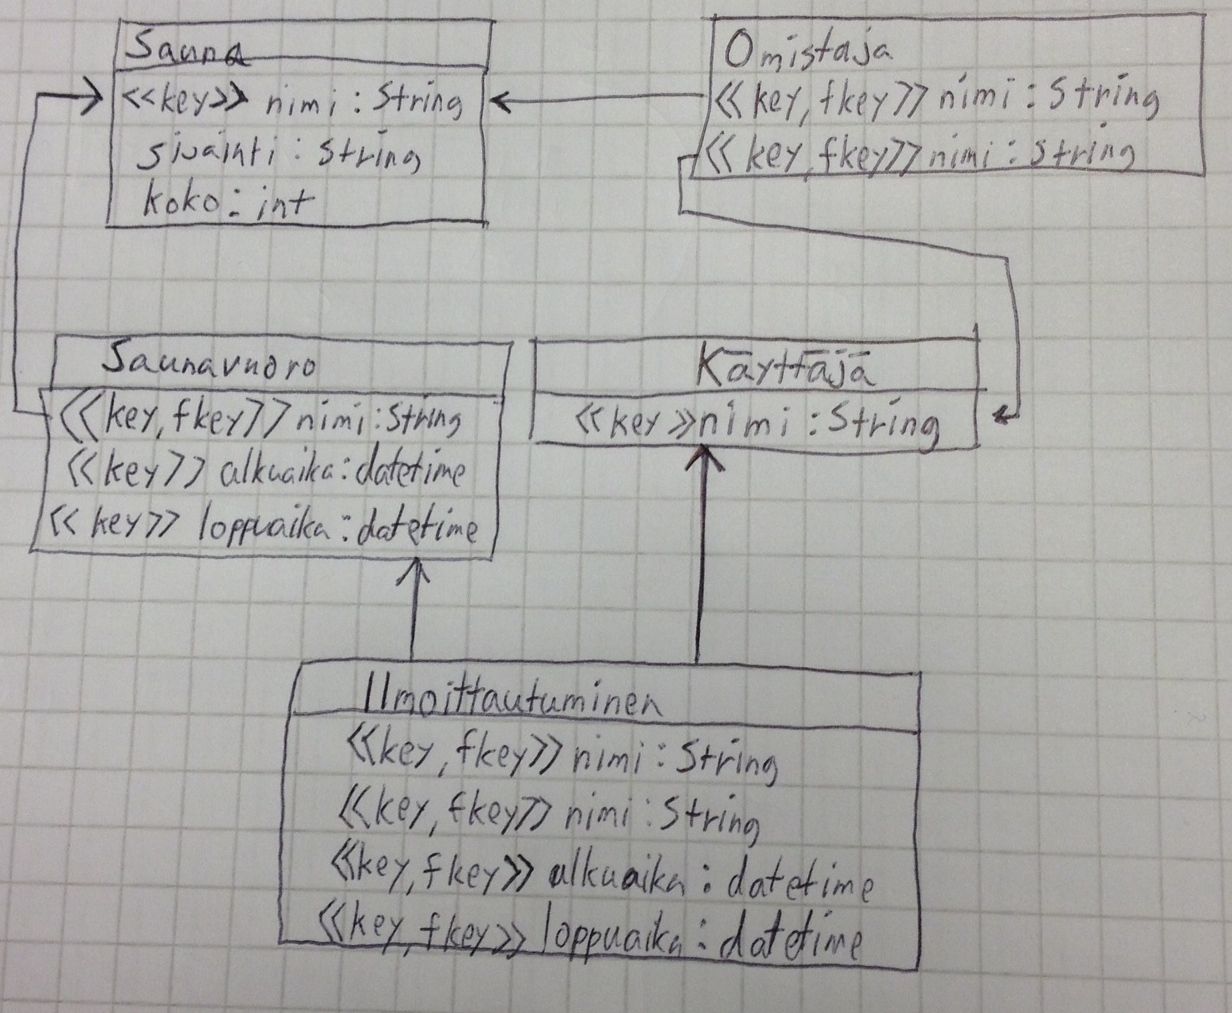 Sauna
<<key>> nimi : String
sijainti : String
koko : int
Omistaja
<<key, fkey>> nimi : String
<<key, fkey>> nimi : String
Saunavuoro
<<key, fkey>> nimi : String
<<key>> alkuaika : datetime
<<key>> loppuaika : datetime
Käyttäjä
<<key>> nimi : String
Ilmoittautuminen
<<key, fkey>> nimi : String
<<key, fkey>> nimi : String
<<key, fkey>> alkuaika : datetime
<<key, fkey>> loppuaika : datetime